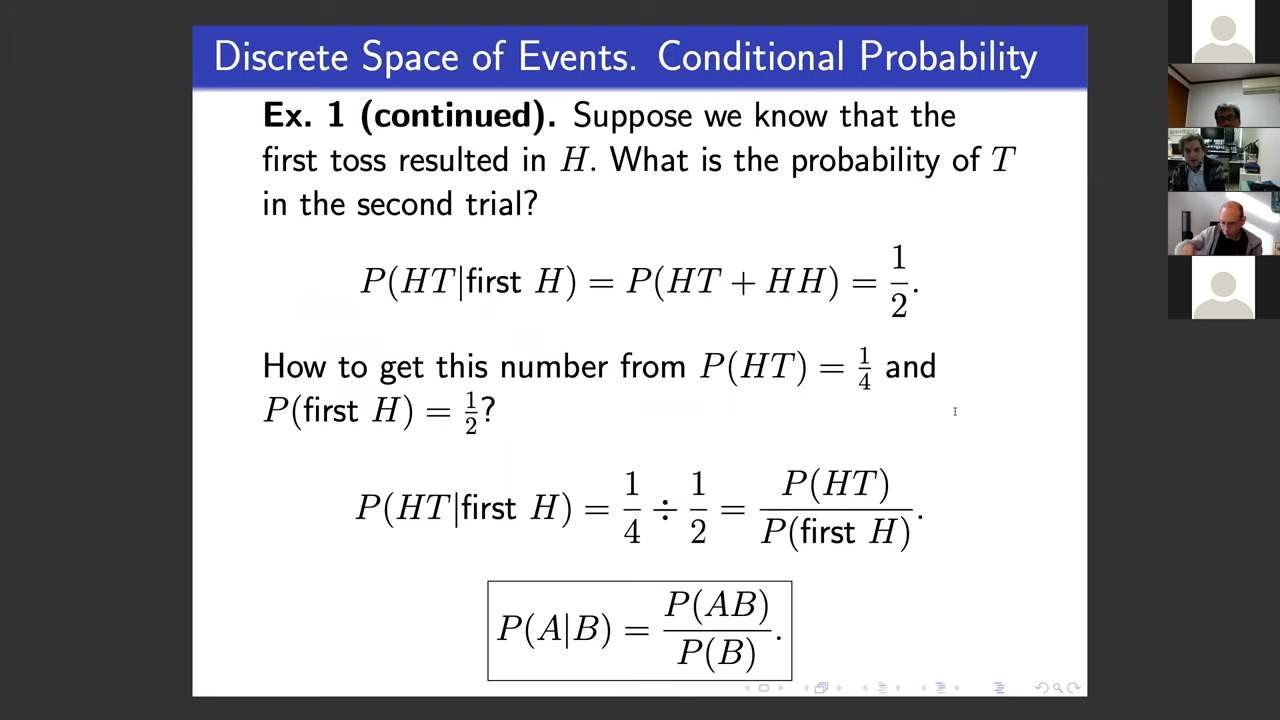 Discrete Space of Events. Conditional Probability
Ex. 1 (continued). Suppose we know that the
first toss resulted in H. What is the probability of T
in the second trial?
P(HT|first H) = P(HT + HH) = 1/2.
How to get this number from P(HT) = 1/4 and
P(first H) = 1/2?
P(HT|first H) = 1/4 ÷ 1/2 = P(HT)/P(first H).
P(A|B) = P(AB)/P(B).